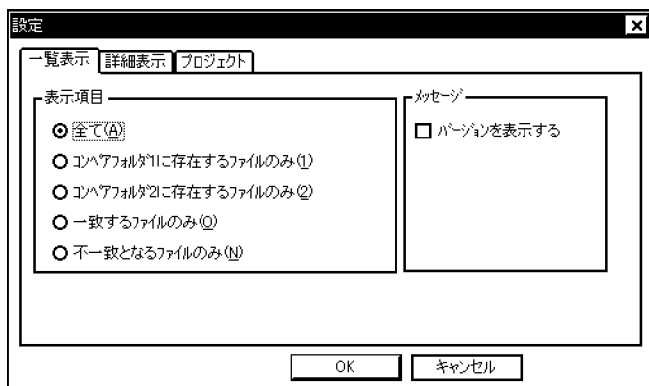 設定
一覧表示 詳細表示 プロジェクト
表示項目
全て(A)
コンペアフォルダ1に存在するファイルのみ(1)
コンペアフォルダ2に存在するファイルのみ(2)
一致するファイルのみ(O)
不一致となるファイルのみ(N)
メッセージ
バージョンを表示する
OK キャンセル